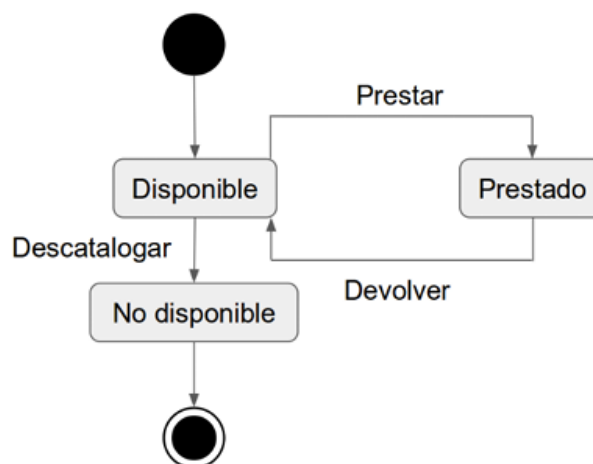 Prestar
Disponible
Prestado
Descatalogar
Devolver
No disponible